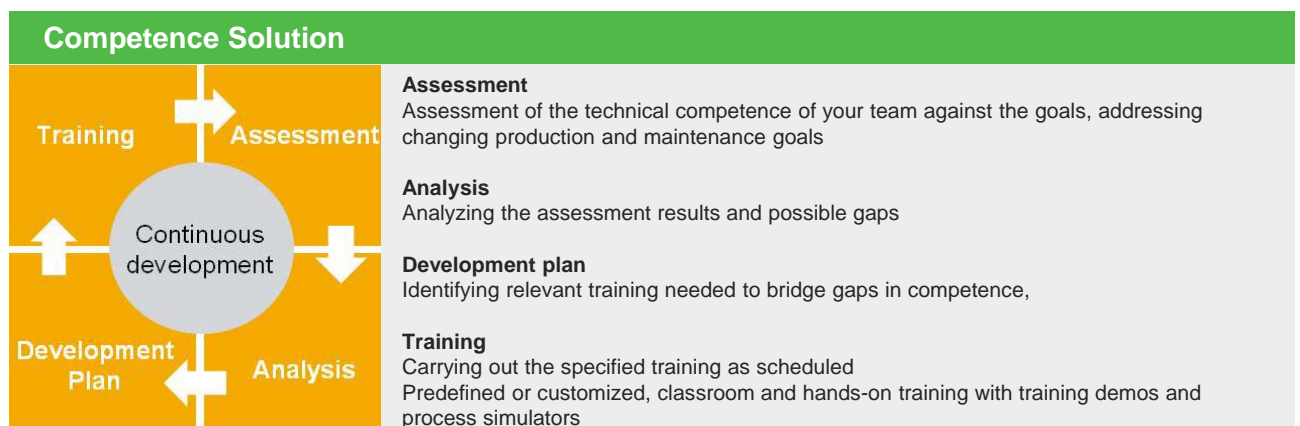 Competence Solution
Training
Assessment
Continuous
development
Development
Plan
Analysis
Assessment
Assessment of the technical competence of your team against the goals, addressing
changing production and maintenance goals
Analysis
Analyzing the assessment results and possible gaps
Development plan
Identifying relevant training needed to bridge gaps in competence,
Training
Carrying out the specified training as scheduled
Predefined or customized, classroom and hands-on training with training demos and
process simulators